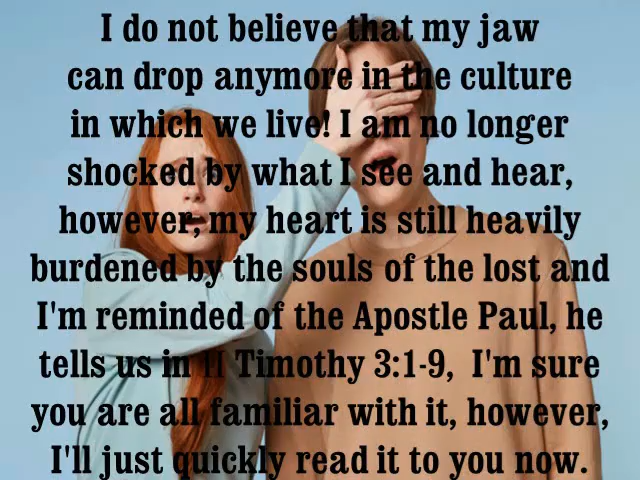 I do not believe that my jaw
can drop anymore in the culture
in which we live! I am no longer
shocked by what I see and hear,
however, my heart is still heavily
burdened by the souls of the lost and
I'm reminded of the Apostle Paul, he
tells us in II Timothy 3:1-9,  I'm sure
you are all familiar with it, however,
I'll just quickly read it to you now.